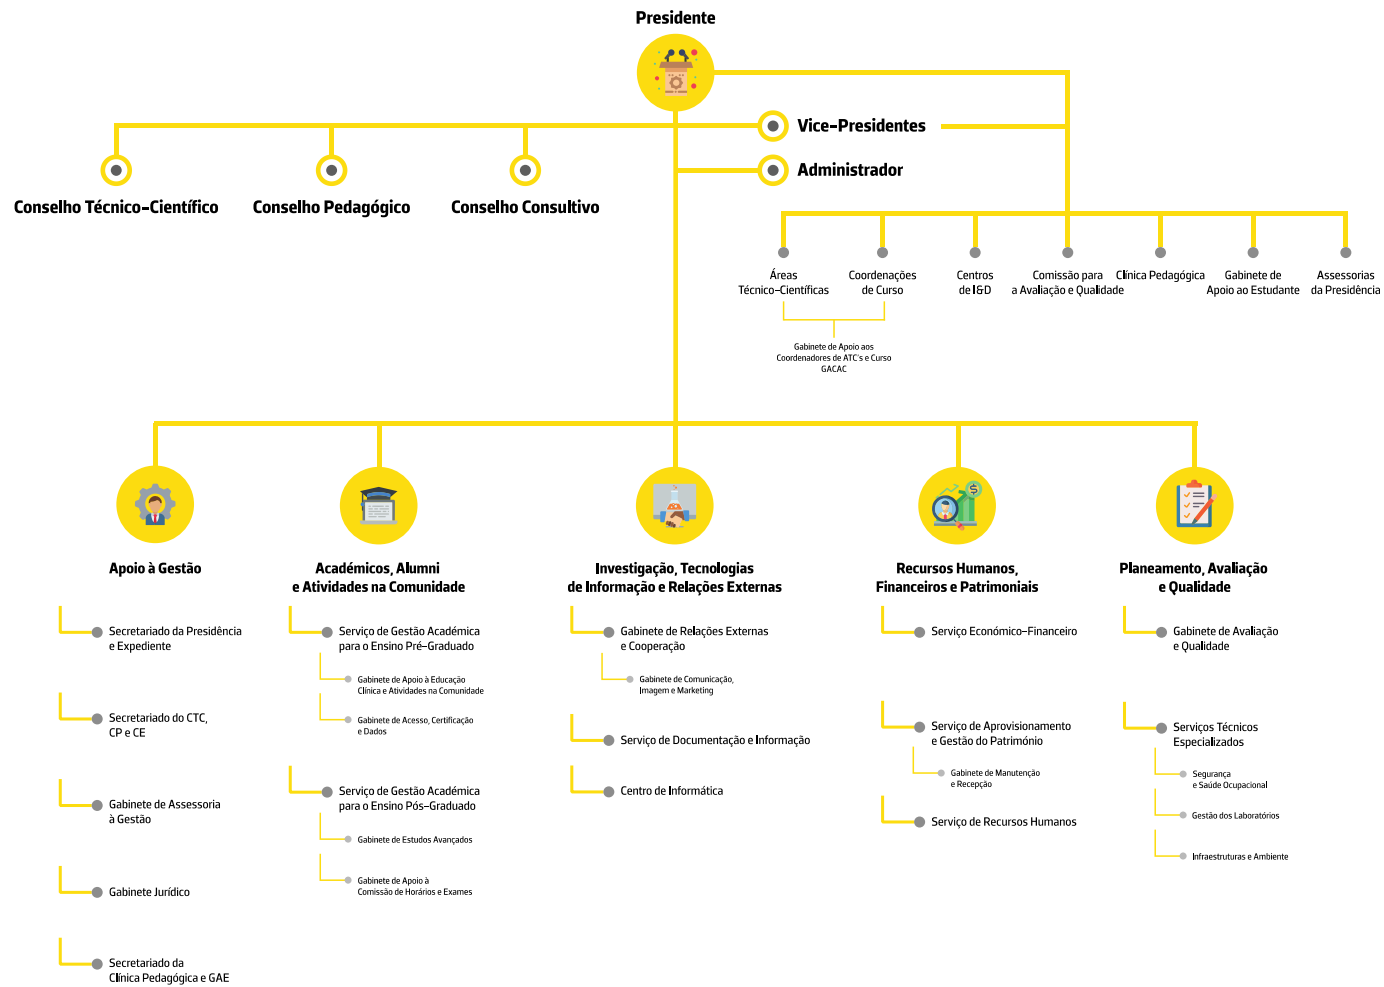 Presidente
Vice-Presidentes
Administrador
Conselho Técnico-Científico
Conselho Pedagógico
Conselho Consultivo
Áreas
Técnico-Científicas
Coordenações
de Curso
Centros
de I&D
Comissão para
a Avaliação e Qualidade
Clínica Pedagógica
Gabinete de
Apoio ao Estudante
Assessorias
da Presidência
Gabinete de Apoio aos
Coordenadores de ATC´s e Curso
GACAC
Apoio à Gestão
Secretariado da Presidência
e Expediente
Secretariado do CTC,
CP e CE
Gabinete de Assessoria
à Gestão
Gabinete Jurídico
Secretariado da
Clínica Pedagógica e GAE
Académicos, Alumni
e Atividades na Comunidade
Serviço de Gestão Académica
para o Ensino Pré-Graduado
Gabinete de Apoio à Educação
Clínica e Atividades na Comunidade
Gabinete de Acesso, Certificação
e Dados
Serviço de Gestão Académica
para o Ensino Pós-Graduado
Gabinete de Estudos Avançados
Gabinete de Apoio à
Comissão de Horários e Exames
Investigação, Tecnologias
de Informação e Relações Externas
Gabinete de Relações Externas
e Cooperação
Gabinete de Comunicação,
Imagem e Marketing
Serviço de Documentação e Informação
Centro de Informática
Recursos Humanos,
Financeiros e Patrimoniais
Serviço Económico-Financeiro
Serviço de Aprovisionamento
e Gestão do Património
Gabinete de Manutenção
e Recepção
Serviço de Recursos Humanos
Planeamento, Avaliação
e Qualidade
Gabinete de Avaliação
e Qualidade
Serviços Técnicos
Especializados
Segurança
e Saúde Ocupacional
Gestão dos Laboratórios
Infraestruturas e Ambiente